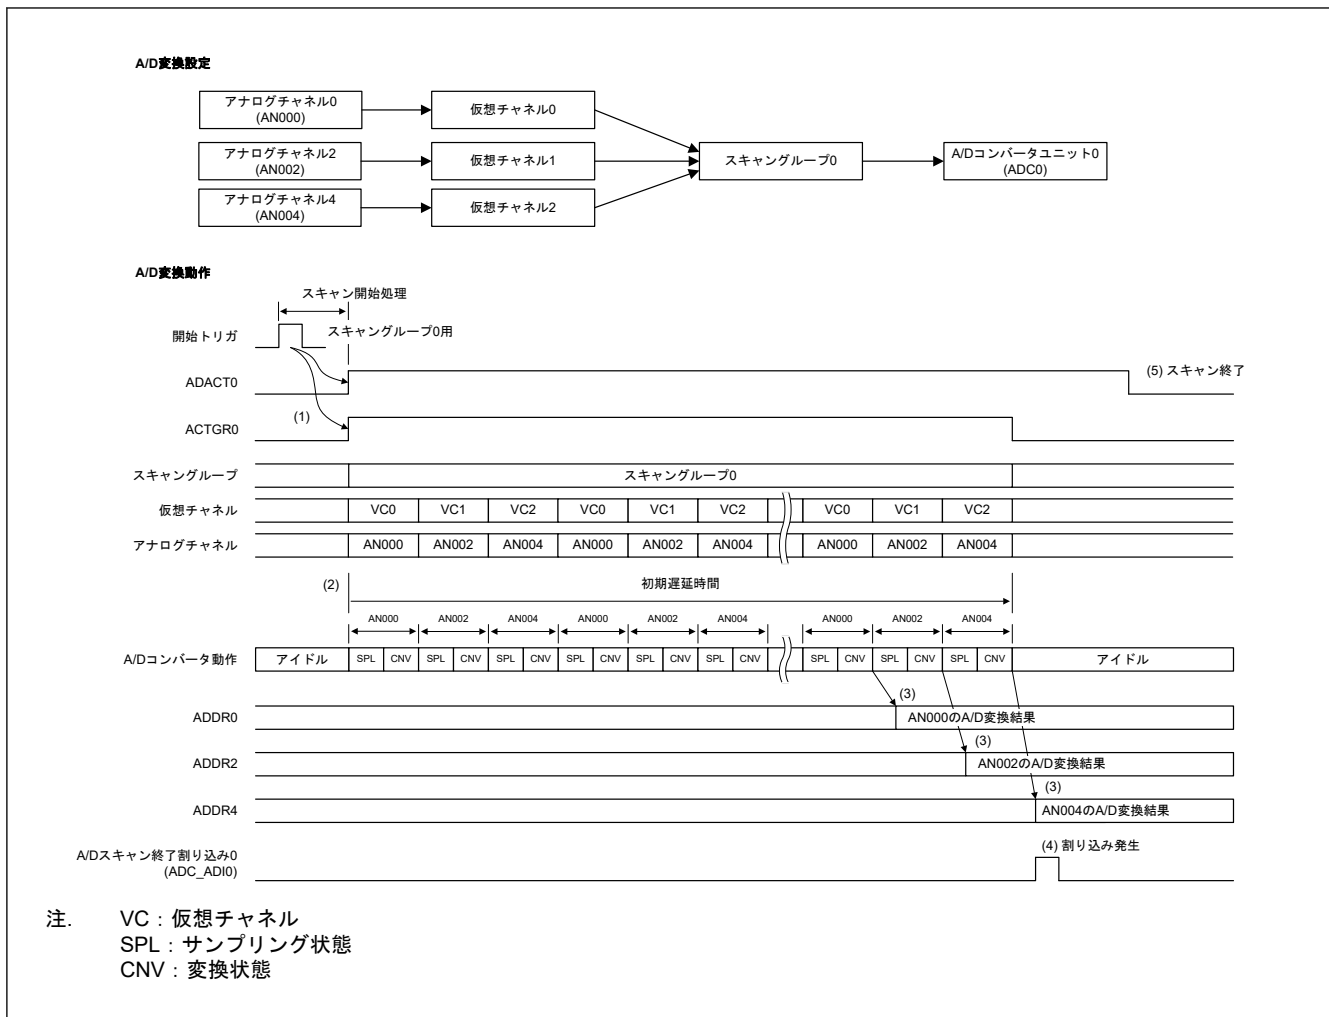 A/D変換設定
アナログチャネル0
(AN000)
仮想チャネル0
アナログチャネル2
(AN002)
仮想チャネル1
スキャングループ0
A/Dコンバータユニット0
(ADC0)
アナログチャネル4
(AN004)
仮想チャネル2
A/D変換動作
スキャン開始処理
開始トリガ
スキャングループ0用
ADACT0
(5) スキャン終了
(1)
ACTGR0
スキャングループ
スキャングループ0
仮想チャネル
VC0 VC1 VC2 VC0 VC1 VC2 VC0 VC1 VC2
アナログチャネル
AN000 AN002 AN004 AN000 AN002 AN004 AN000 AN002 AN004
(2)
初期遅延時間
AN000 AN002 AN004 AN000 AN002 AN004 AN000 AN002 AN004
A/Dコンバータ動作
アイドル SPL CNV SPL CNV SPL CNV SPL CNV SPL CNV SPL CNV SPL CNV SPL CNV SPL CNV アイドル
(3)
ADDR0
AN000のA/D変換結果
(3)
ADDR2
AN002のA/D変換結果
(3)
ADDR4
AN004のA/D変換結果
(4) 割り込み発生
A/Dスキャン終了割り込み0
(ADC_ADI0)
注. VC：仮想チャネル
SPL：サンプリング状態
CNV：変換状態